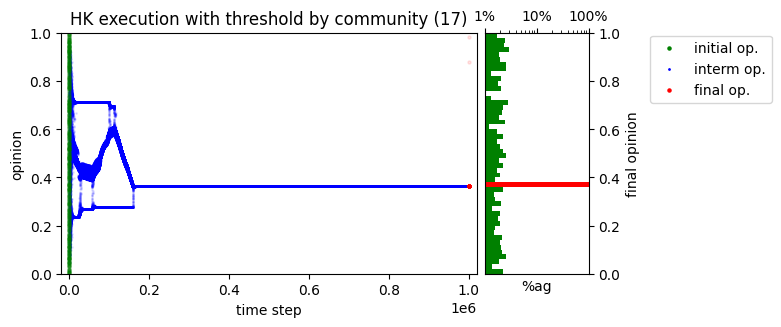 HK execution with threshold by community (17)
1% 10% 100%
initial op.
interm op.
final op.
1.0
0.8
0.6
0.4
0.2
0.0
opinion
1.0
0.8
0.6
0.4
0.2
0.0
final opinion
0.0 0.2 0.4 0.6 0.8 1.0
1e6
time step
%ag